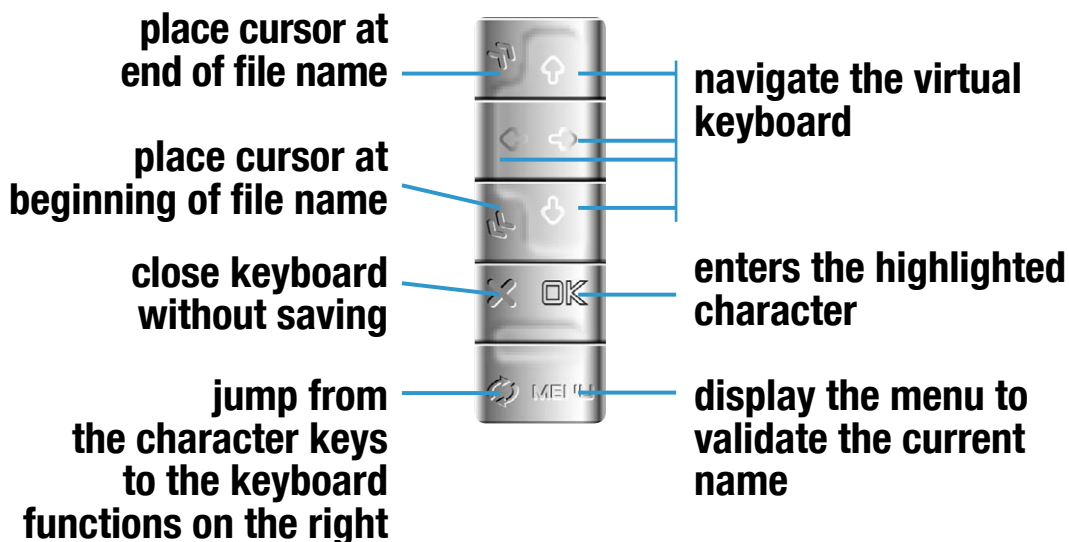 place cursor at
end of file name
navigate the virtual
keyboard
place cursor at
beginning of file name
close keyboard
without saving
OK
enters the highlighted
character
MENU
jump from
the character keys
to the keyboard
functions on the right
display the menu to
validate the current
name